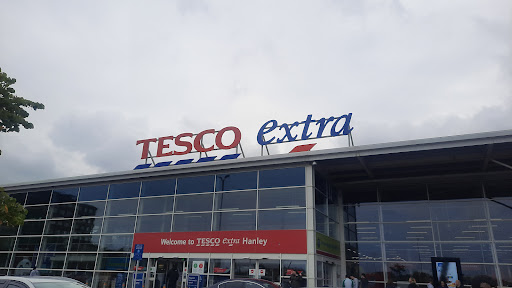 TESCO extra
Welcome to TESCO extra Hanley